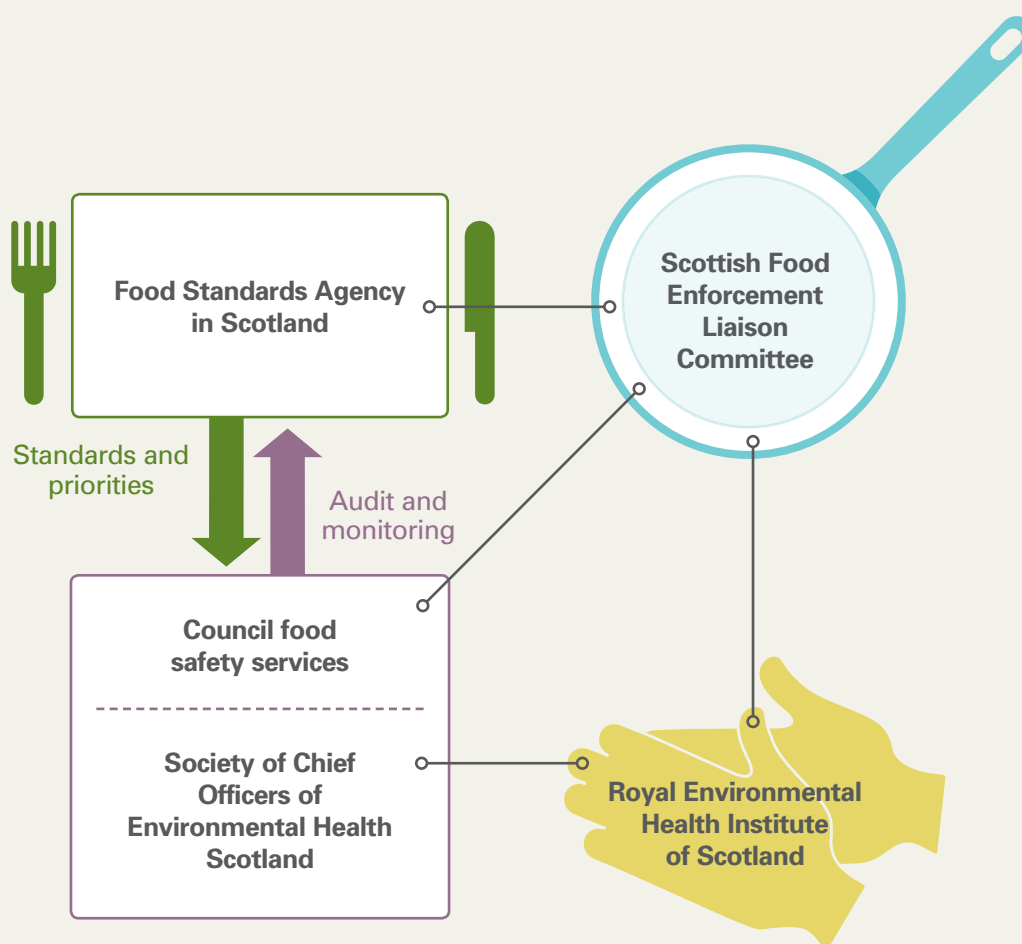 Food Standards Agency
in Scotland
Scottish Food
Enforcement
Liaison
Committee
Standards and
priorities
Audit and
monitoring
Council food
safety services
Society of Chief
Officers of
Environmental Health
Scotland
Royal Environmental
Health Institute
of Scotland